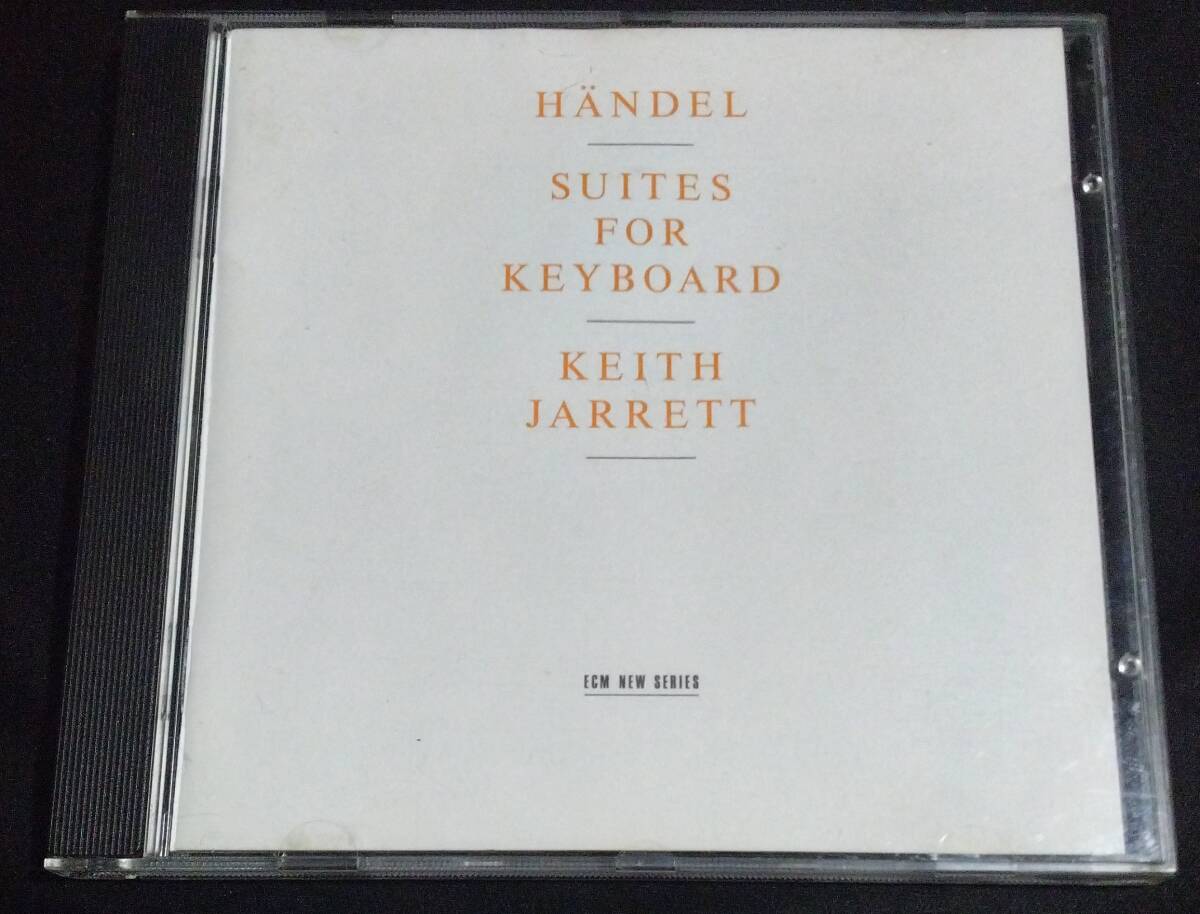 HÄNDEL
SUITES
FOR
KEYBOARD
KEITH
JARRETT
ECM NEW SERIES